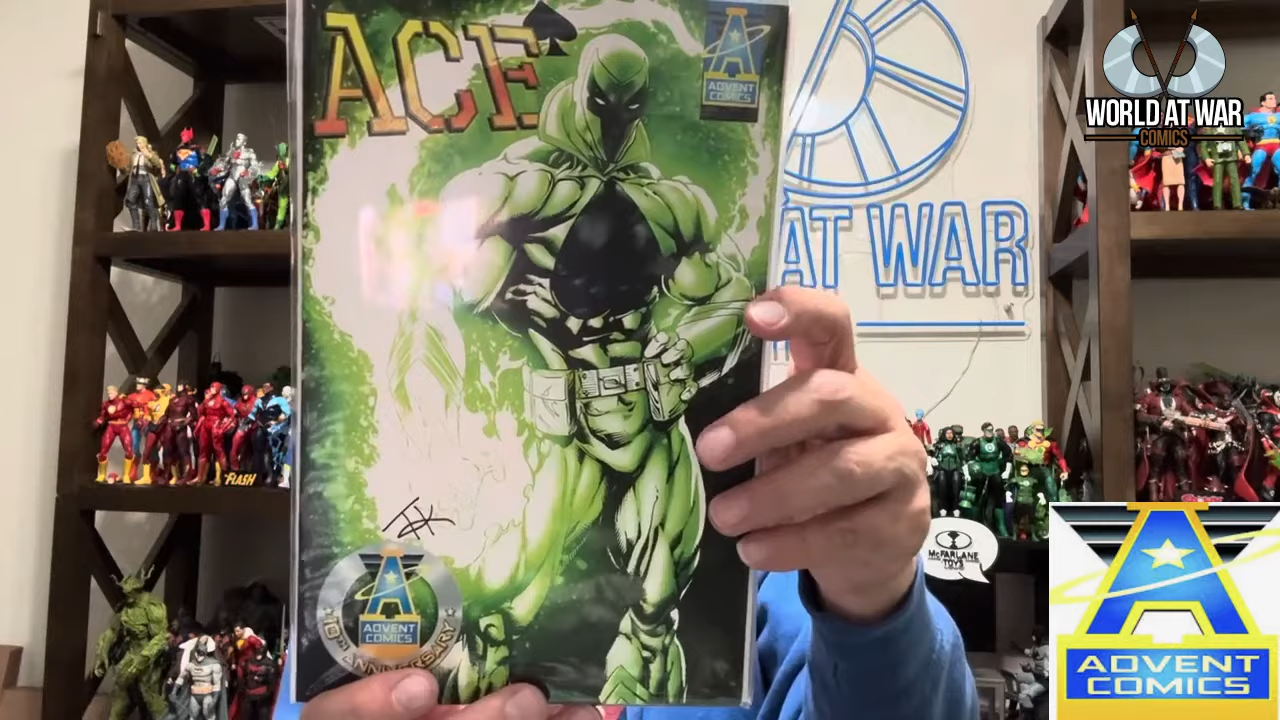 ACE
ADVENT
COMICS
WORLD AT WAR
COMICS
AT WAR
FLASH
MCFARLANE
TOYS
ADVENT
COMICS
10TH ANNIVERSARY
ADVENT
COMICS